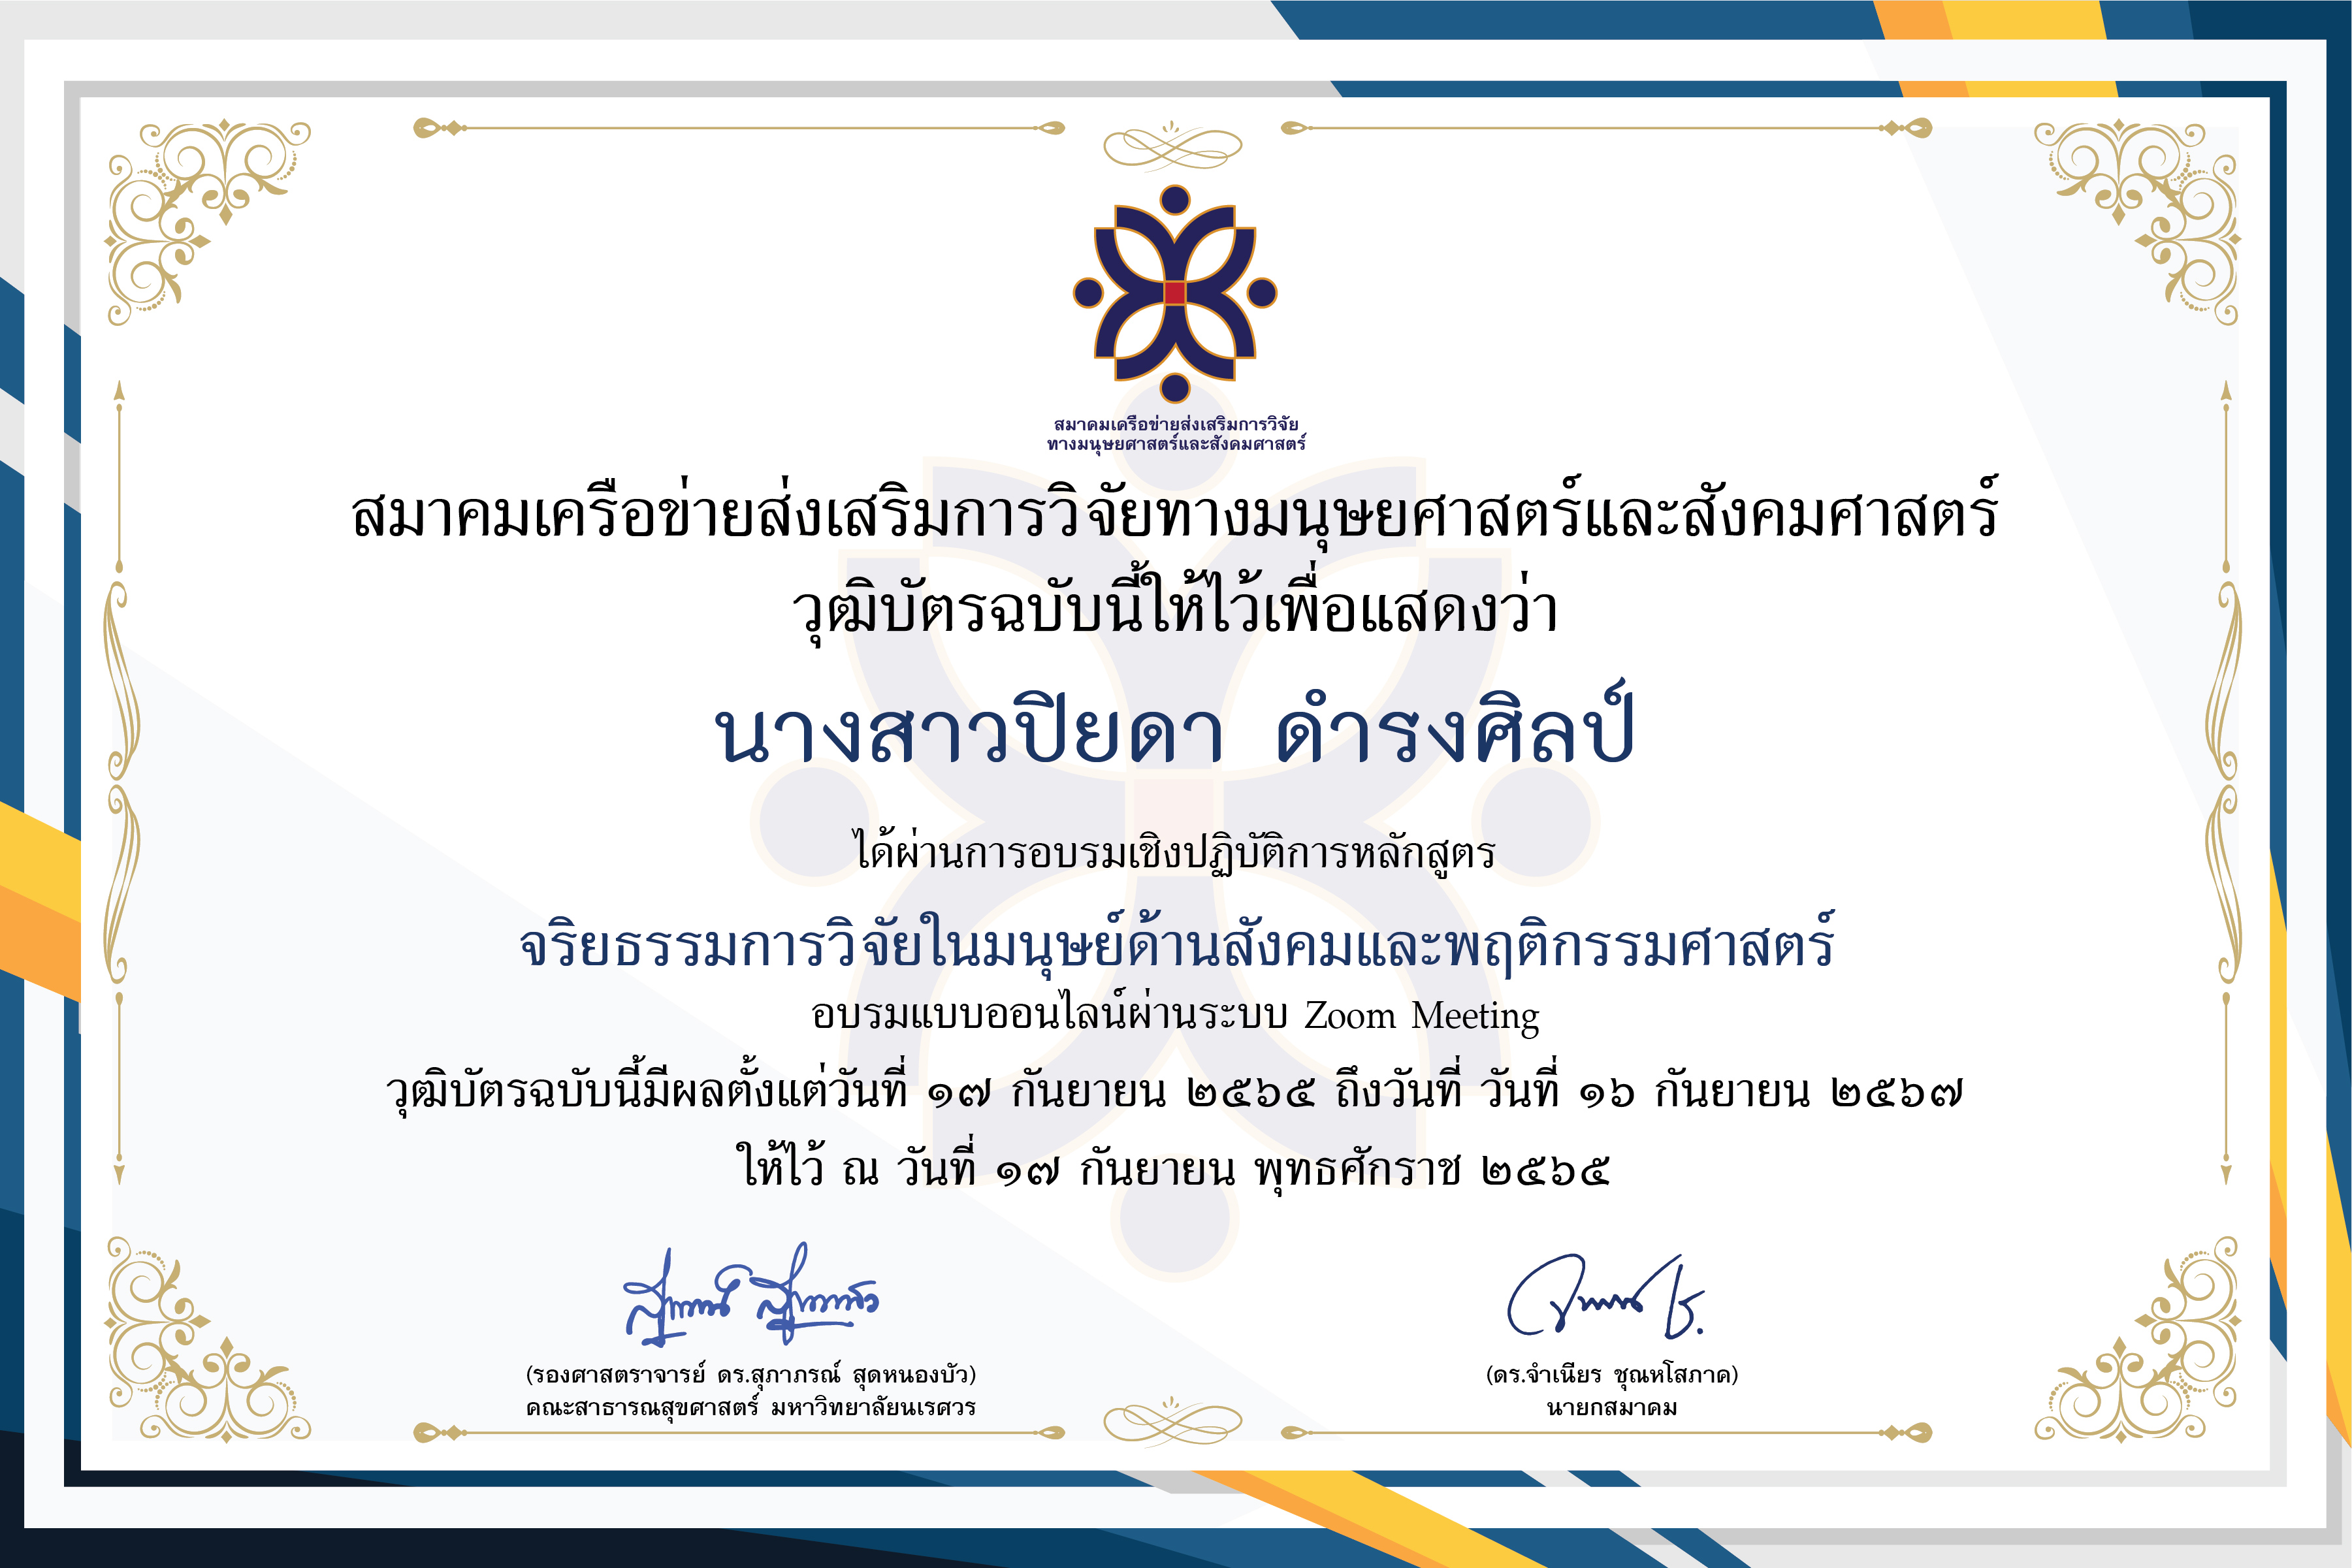 สมาคมเครือข่ายส่งเสริมการวิจัย
ทางมนุษยศาสตร์และสังคมศาสตร์
สมาคมเครือข่ายส่งเสริมการวิจัยทางมนุษยศาสตร์และสังคมศาสตร์
วุฒิบัตรฉบับนี้ให้ไว้เพื่อแสดงว่า
นางสาวปิยดา ดำรงศิลป์
ได้ผ่านการอบรมเชิงปฏิบัติการหลักสูตร
จริยธรรมการวิจัยในมนุษย์ด้านสังคมและพฤติกรรมศาสตร์
อบรมแบบออนไลน์ผ่านระบบ Zoom Meeting
วุฒิบัตรฉบับนี้มีผลตั้งแต่วันที่ ๑๗ กันยายน ๒๕๖๕ ถึงวันที่ วันที่ ๑๖ กันยายน ๒๕๖๗
ให้ไว้ ณ วันที่ ๑๗ กันยายน พุทธศักราช ๒๕๖๕
(รองศาสตราจารย์ ดร.สุภาภรณ์ สุดหนองบัว)
คณะสาธารณสุขศาสตร์ มหาวิทยาลัยนเรศวร
(ดร.จำเนียร ชุณหโสภาค)
นายกสมาคม